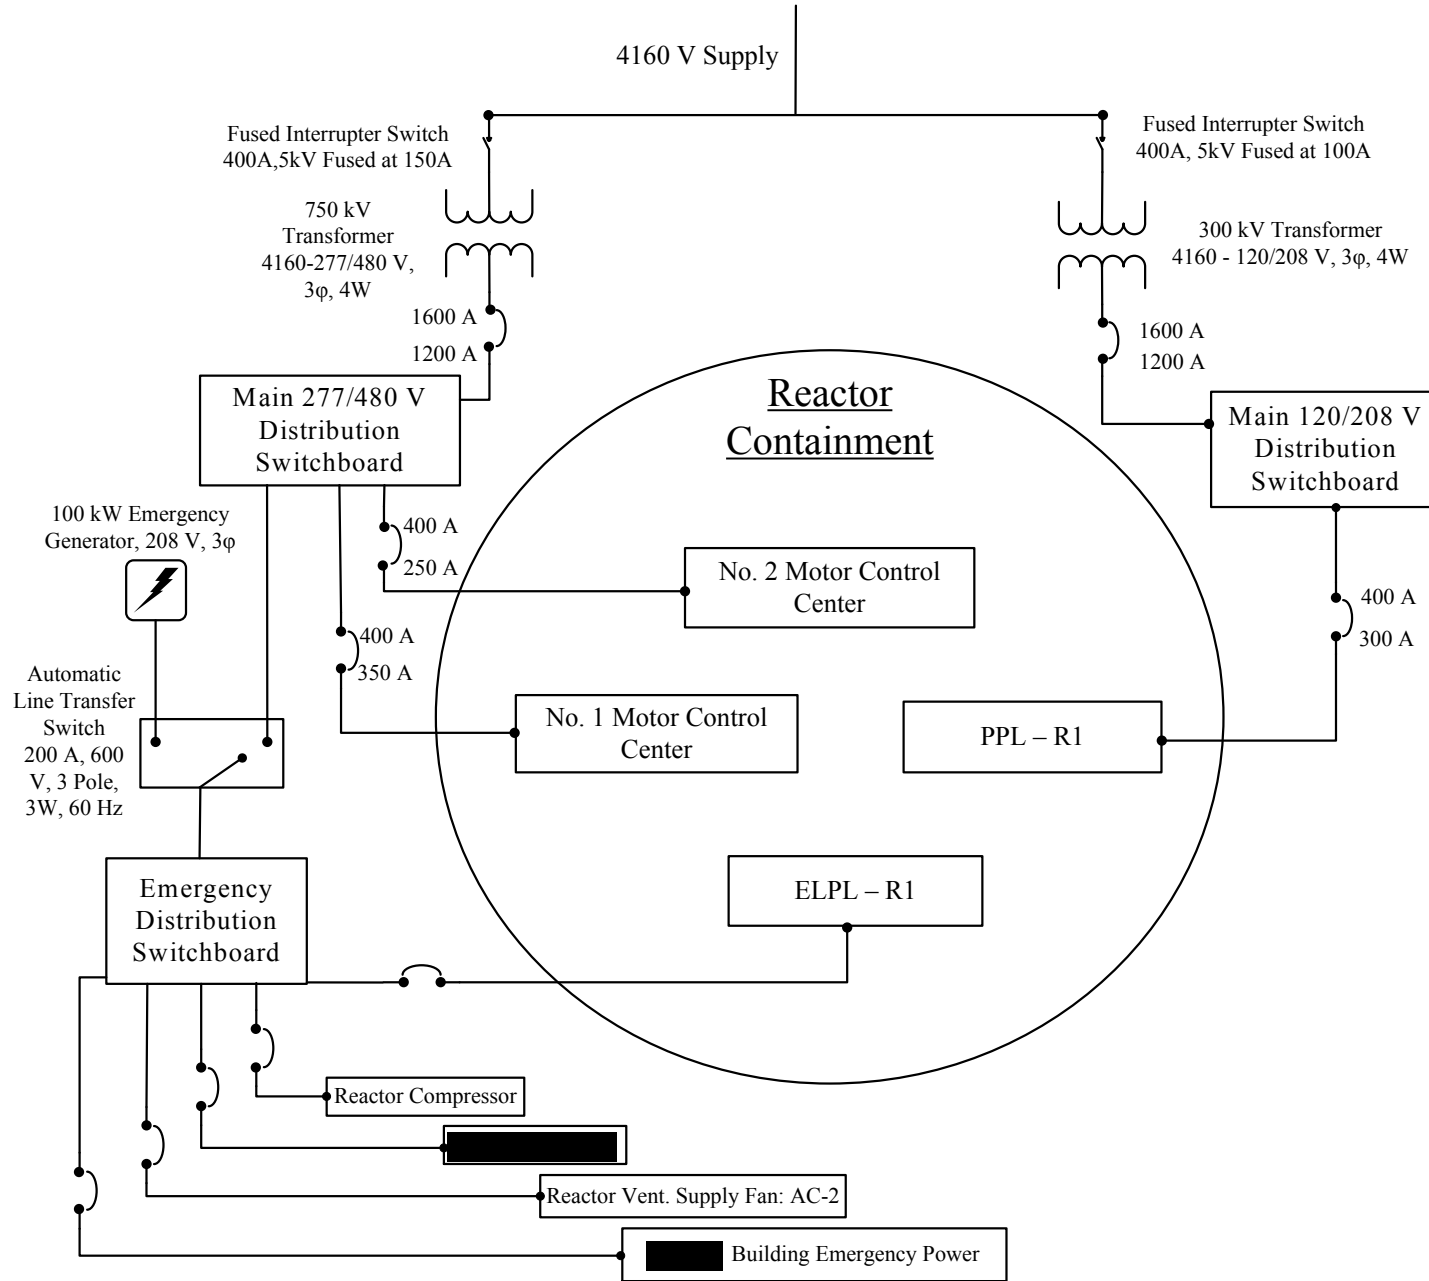 4160 V Supply
Fused Interrupter Switch
400A,5kV Fused at 150A
Fused Interrupter Switch
400A, 5kV Fused at 100A
750 kV
Transformer
4160-277/480 V,
3φ, 4W
300 kV Transformer
4160 - 120/208 V, 3φ, 4W
1600 A
1200 A
1600 A
1200 A
Main 277/480 V
Distribution
Switchboard
Reactor
Containment
Main 120/208 V
Distribution
Switchboard
100 kW Emergency
Generator, 208 V, 3φ
400 A
250 A
No. 2 Motor Control
Center
400 A
350 A
400 A
300 A
Automatic
Line Transfer
Switch
200 A, 600
V, 3 Pole,
3W, 60 Hz
No. 1 Motor Control
Center
PPL – R1
Emergency
Distribution
Switchboard
ELPL – R1
Reactor Compressor
Reactor Vent. Supply Fan: AC-2
Building Emergency Power